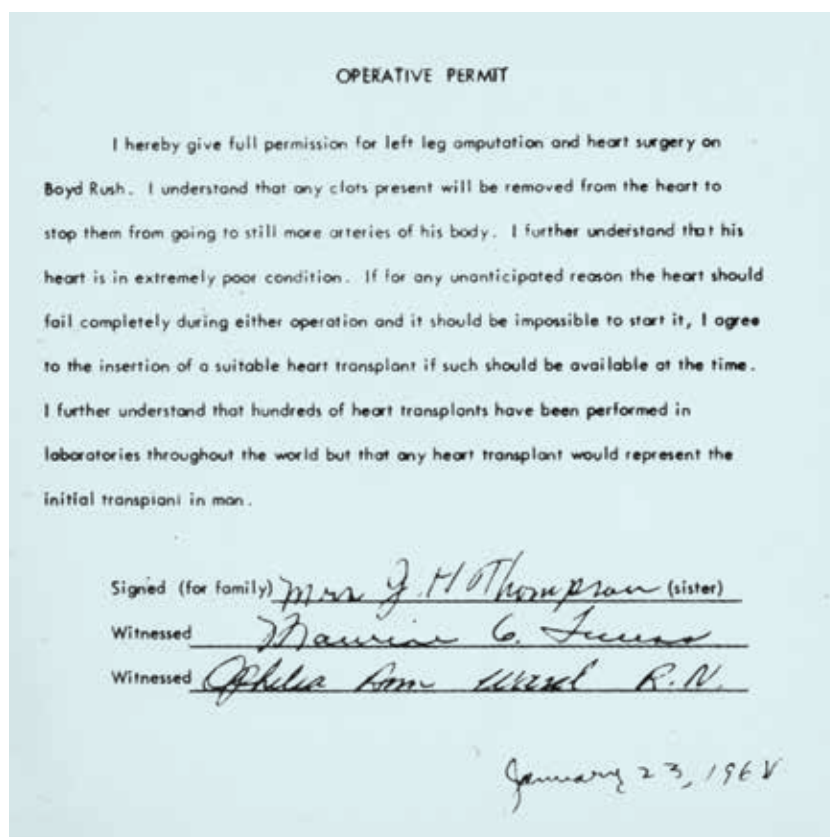 OPERATIVE PERMIT
I hereby give full permission for left leg amputation and heart surgery on
Boyd Rush. I understand that any clots present will be removed from the heart to
stop them from going to still more arteries of his body. I further understand that his
heart is in extremely poor condition. If for any unanticipated reason the heart should
fail completely during either operation and it should be impossible to start it, I agree
to the insertion of a suitable heart transplant if such should be available at the time.
I further understand that hundreds of heart transplants have been performed in
laboratories throughout the world but that any heart transplant would represent the
initial transplant in man.
Signed (for family) Mrs J. H Thompson (sister)
Witnessed C.
Witnessed Ophelia Ann Ward R.N.
January 23, 1964